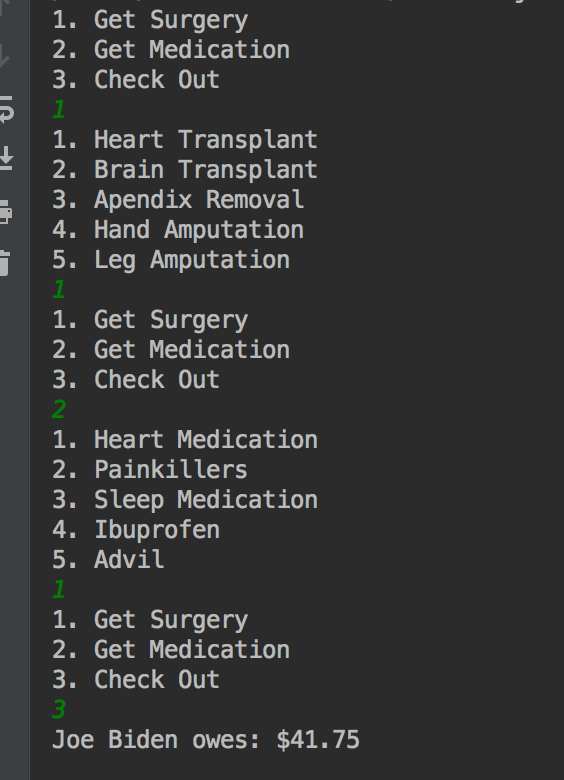 1. Get Surgery
2. Get Medication
3. Check Out
1
1. Heart Transplant
2. Brain Transplant
3. Apendix Removal
4. Hand Amputation
5. Leg Amputation
1
1. Get Surgery
2. Get Medication
3. Check Out
2
1. Heart Medication
2. Painkillers
3. Sleep Medication
4. Ibuprofen
5. Advil
1
1. Get Surgery
2. Get Medication
3. Check Out
3
Joe Biden owes: $41.75